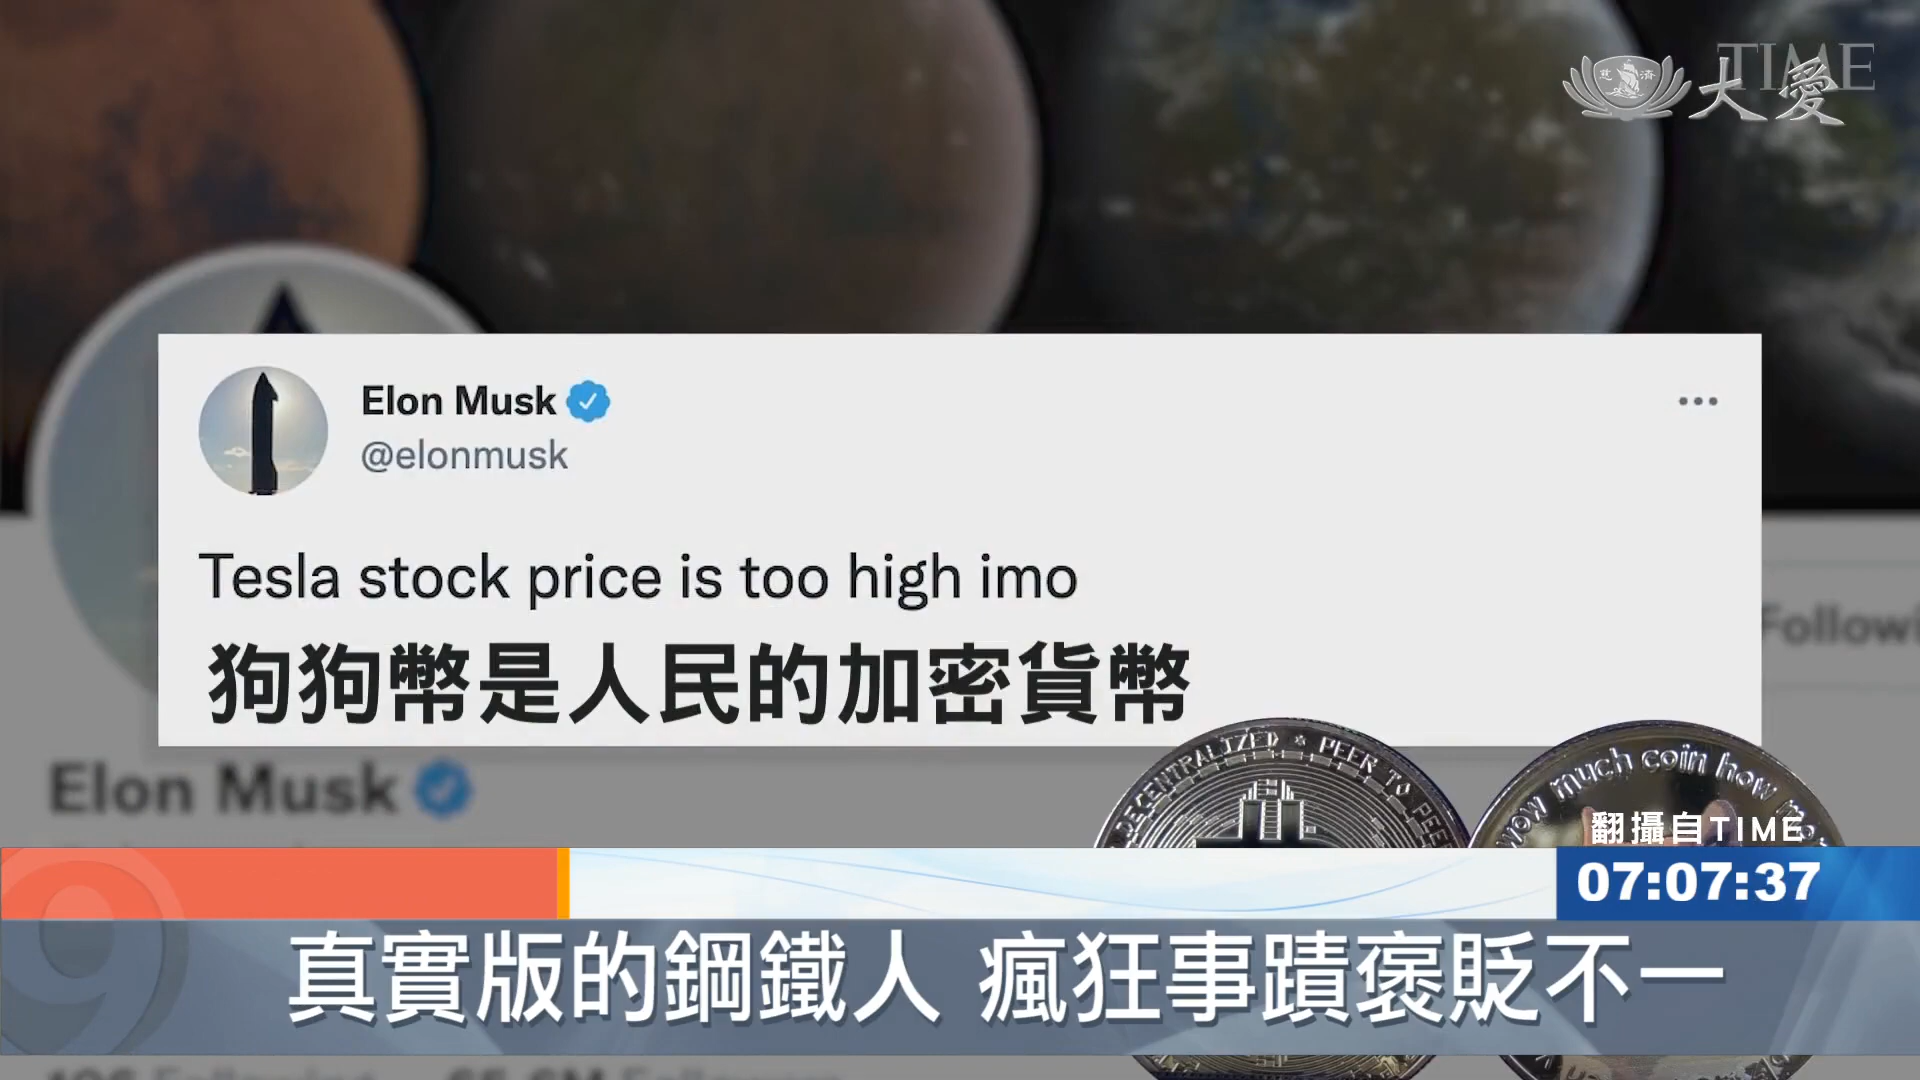 TIME
大愛
慈濟
Elon Musk
@elonmusk
Tesla stock price is too high imo
狗狗幣是人民的加密貨幣
Following
Elon Musk
DECENTRALIZED * PEER TO PEER
wow much coin how
翻攝自TIME
07:07:37
真實版的鋼鐵人 瘋狂事蹟褒貶不一